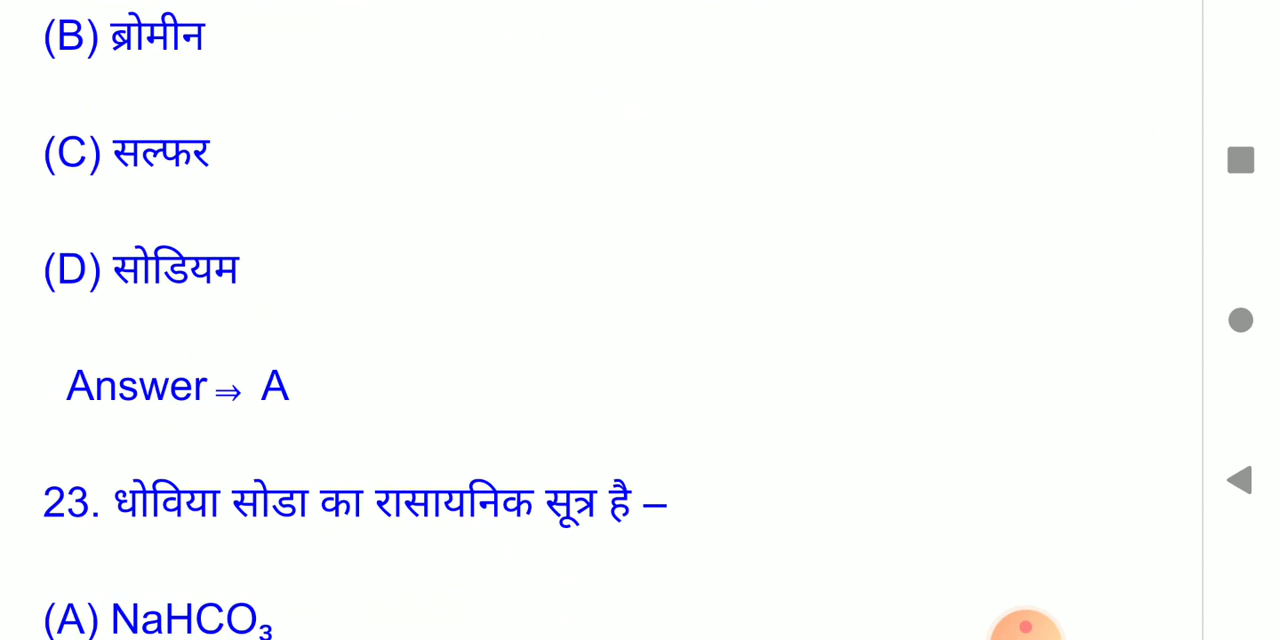 (B) ब्रोमीन
(C) सल्फर
(D) सोडियम
Answer ⇒ A
23. धोविया सोडा का रासायनिक सूत्र है –
(A) NaHCO₃